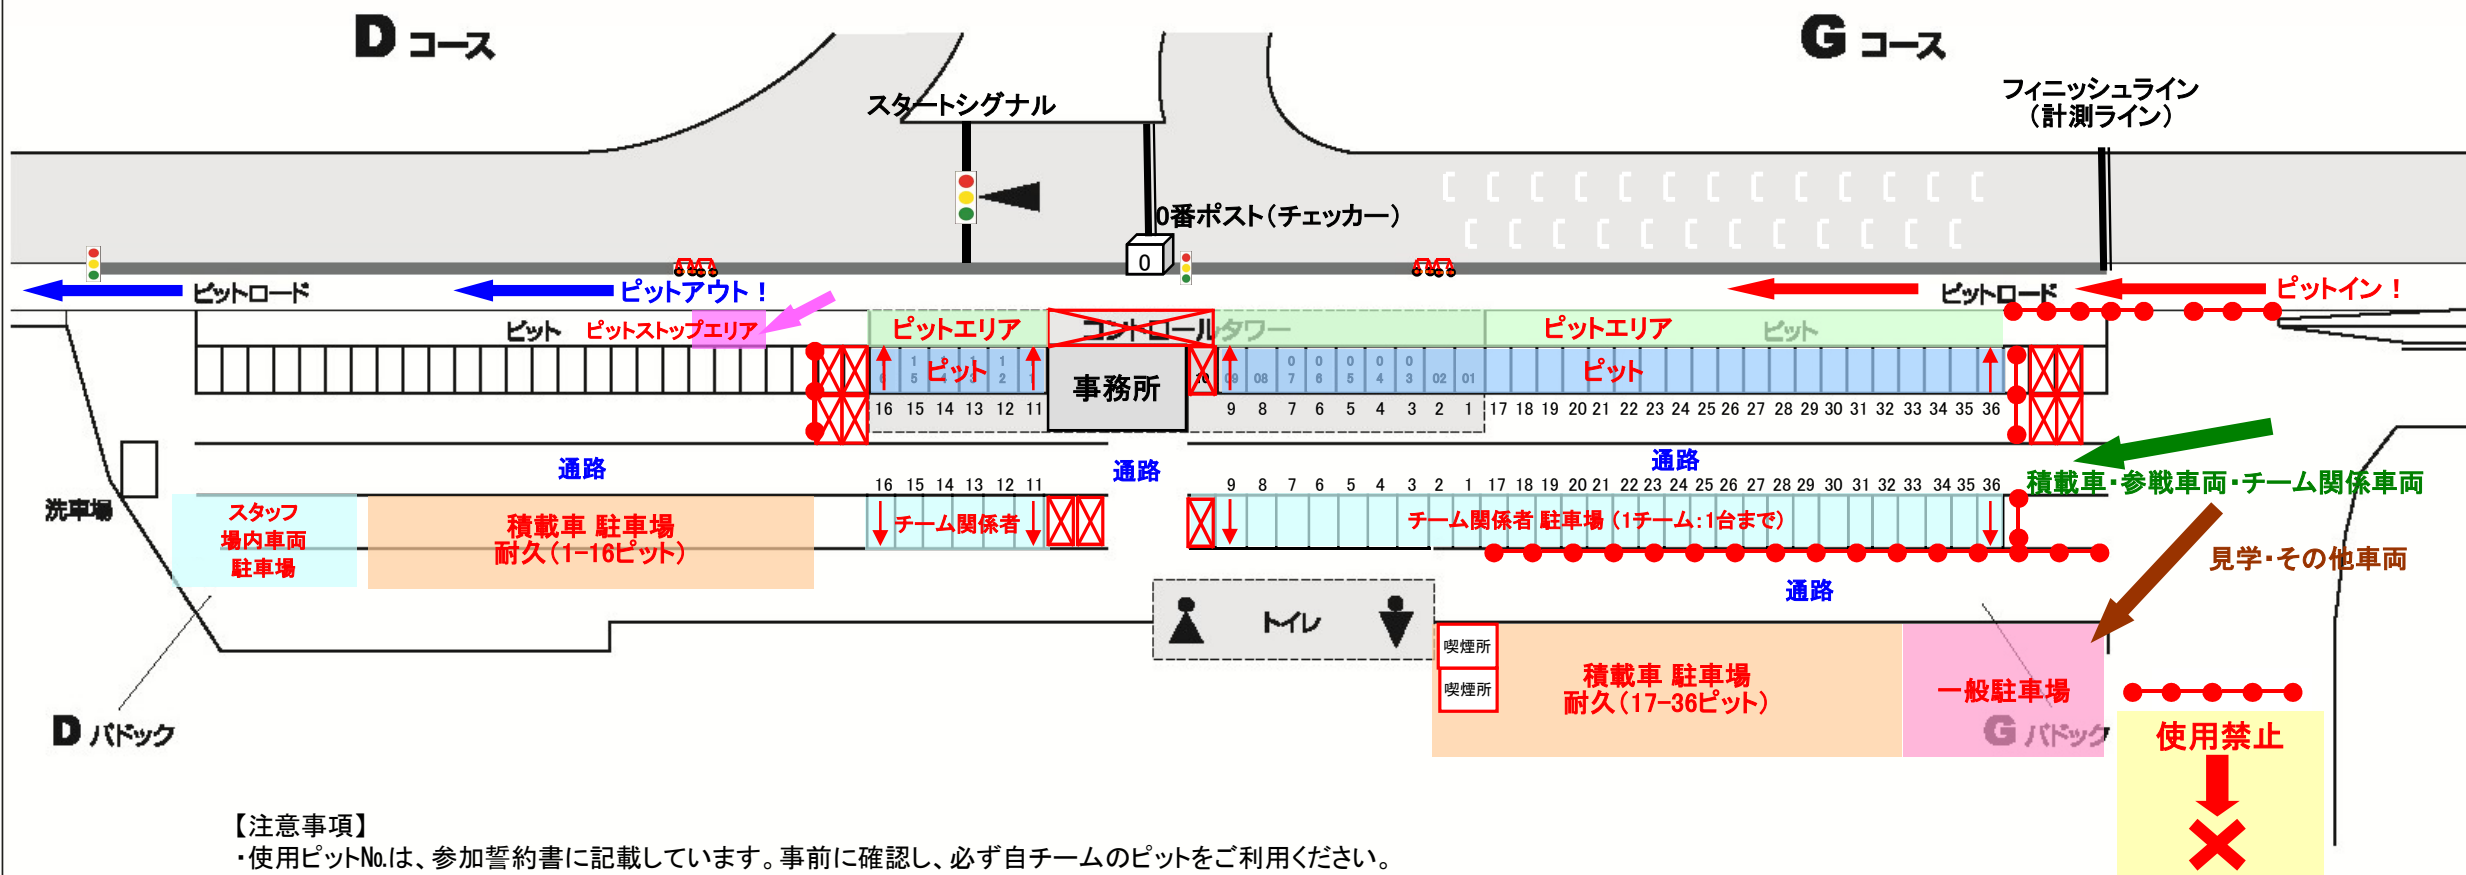 D コース
G コース
スタートシグナル
フィニッシュライン
（計測ライン）
0番ポスト（チェッカー）
0
ピットロード
ピットアウト！
ピットロード
ピットイン！
ピット
ピットストップエリア
ピットエリア
コントロールタワー
ピットエリア
ピット
ピット
ピット
事務所
10 09 08 07 06 05 04 03 02 01
16 15 14 13 12 11
9 8 7 6 5 4 3 2 1 17 18 19 20 21 22 23 24 25 26 27 28 29 30 31 32 33 34 35 36
通路
通路
通路
16 15 14 13 12 11
9 8 7 6 5 4 3 2 1 17 18 19 20 21 22 23 24 25 26 27 28 29 30 31 32 33 34 35 36
積載車・参戦車両・チーム関係車両
洗車場
スタッフ
場内車両
駐車場
積載車 駐車場
耐久（1-16ピット）
チーム関係者
チーム関係者 駐車場（1チーム：1台まで）
見学・その他車両
通路
トイレ
喫煙所
喫煙所
積載車 駐車場
耐久（17-36ピット）
一般駐車場
D パドック
G パドック
使用禁止
【注意事項】
・使用ピットNo.は、参加誓約書に記載しています。事前に確認し、必ず自チームのピットをご利用ください。